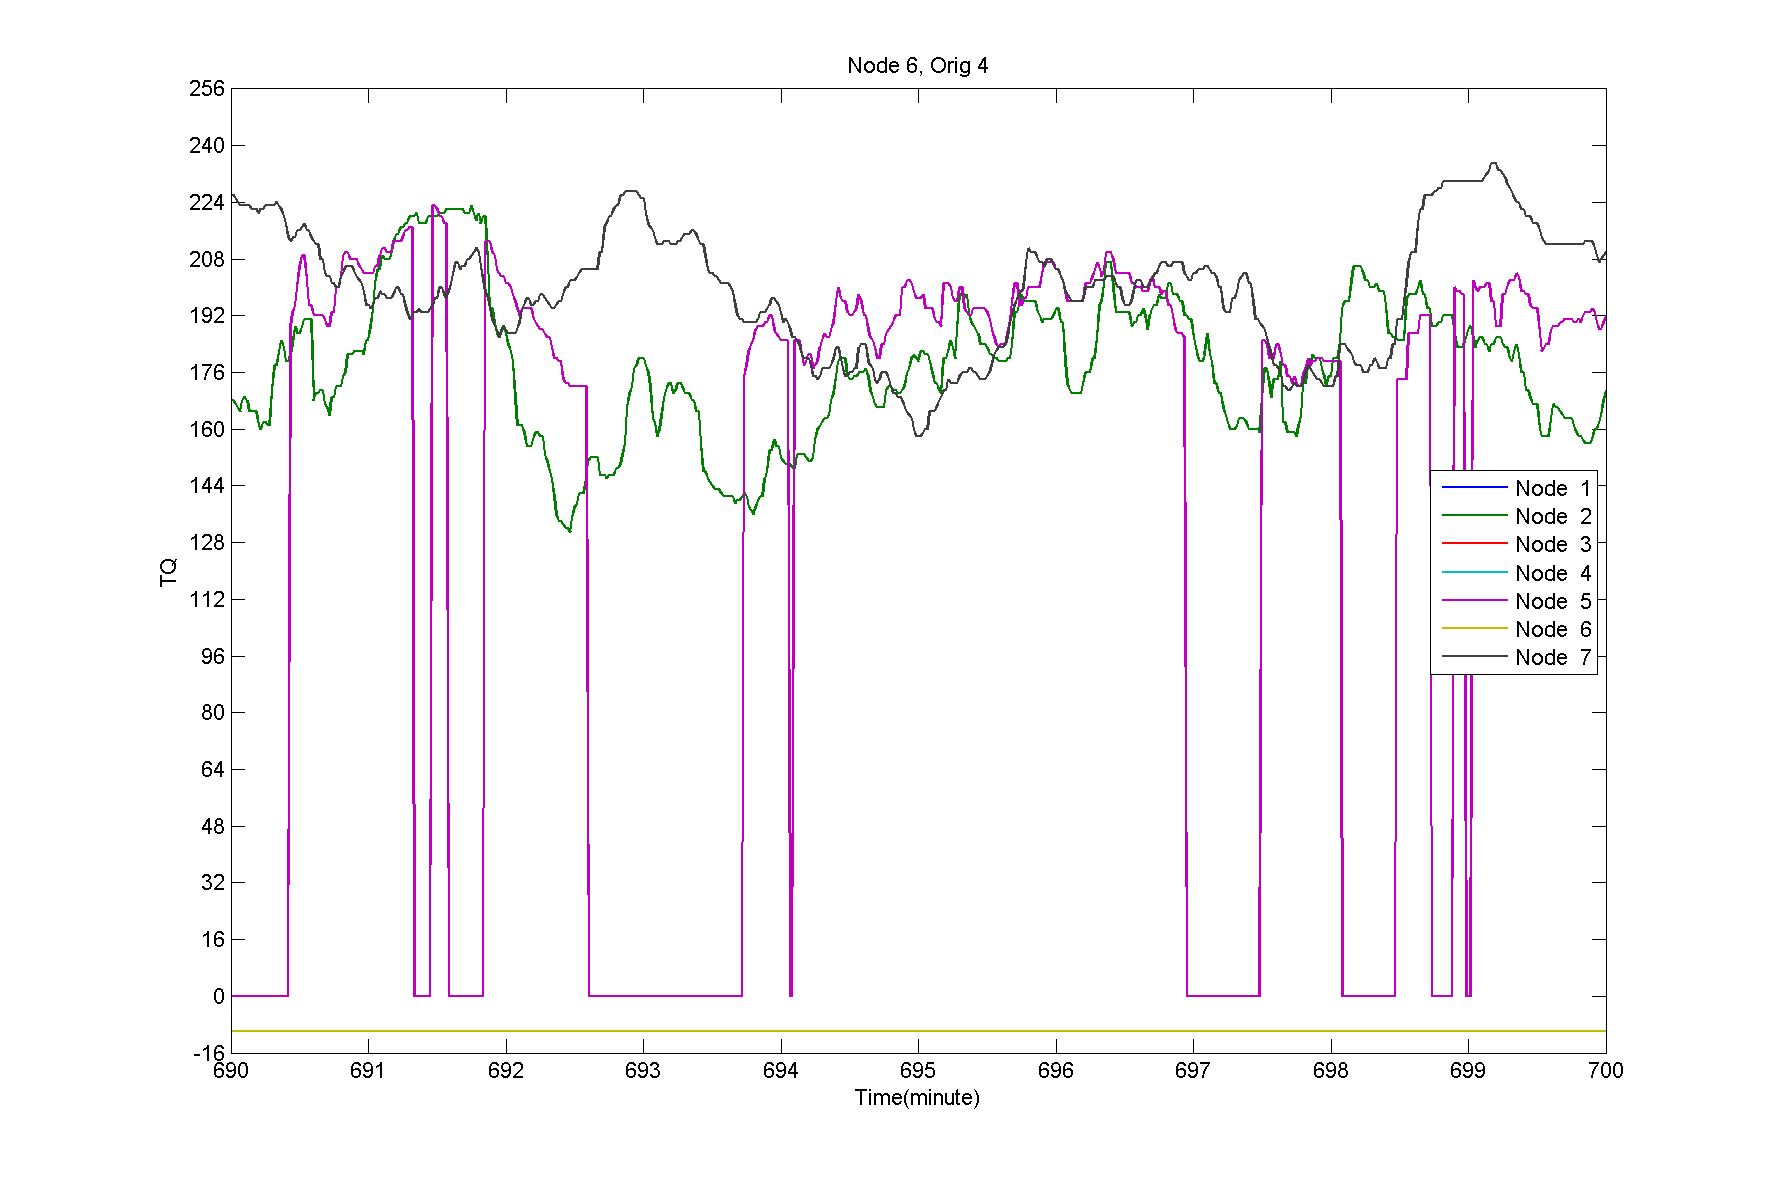 Node 6, Orig 4
256
240
224
208
192
176
160
144
128
112
96
80
64
48
32
16
0
-16
TQ
Node 1
Node 2
Node 3
Node 4
Node 5
Node 6
Node 7
690 691 692 693 694 695 696 697 698 699 700
Time(minute)